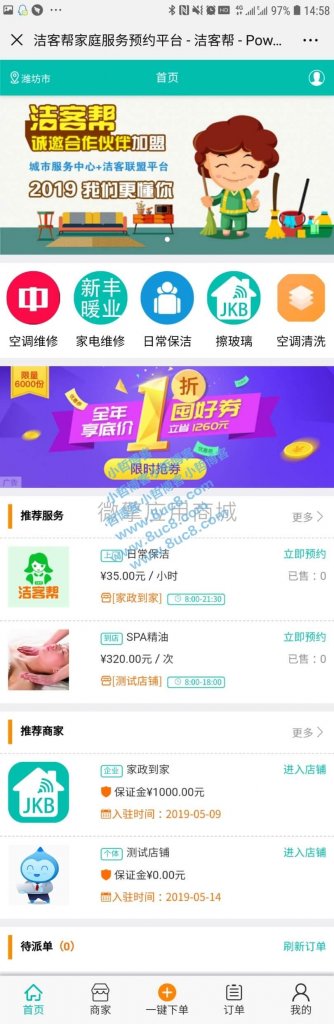 97% 14:58
洁客帮家庭服务预约平台 - 洁客帮 - Pow...
潍坊市
首页
洁客帮
诚邀合作伙伴加盟
城市服务中心+洁客联盟平台
2019 我们更懂你
中
新丰
暖业
JKB
空调维修
家电维修
日常保洁
擦玻璃
空调清洗
限量
6000份
全年
享底价
1
折
囤好券
立省1260元
限时抢券
广告
小哲博客
www.8uc8.com
微擎应用商城
推荐服务
更多
洁客帮
日常保洁
立即预约
¥35.00元 / 小时
已售：0
[家政到家]
8:00-21:30
到店
SPA精油
立即预约
¥320.00元 / 次
已售：0
[测试店铺]
8:00-18:00
推荐商家
更多
JKB
企业
家政到家
进入店铺
保证金¥1000.00元
入驻时间：2019-05-09
个体
测试店铺
进入店铺
保证金¥0.00元
入驻时间：2019-05-14
待派单（0）
刷新订单
首页
商家
一键下单
订单
我的